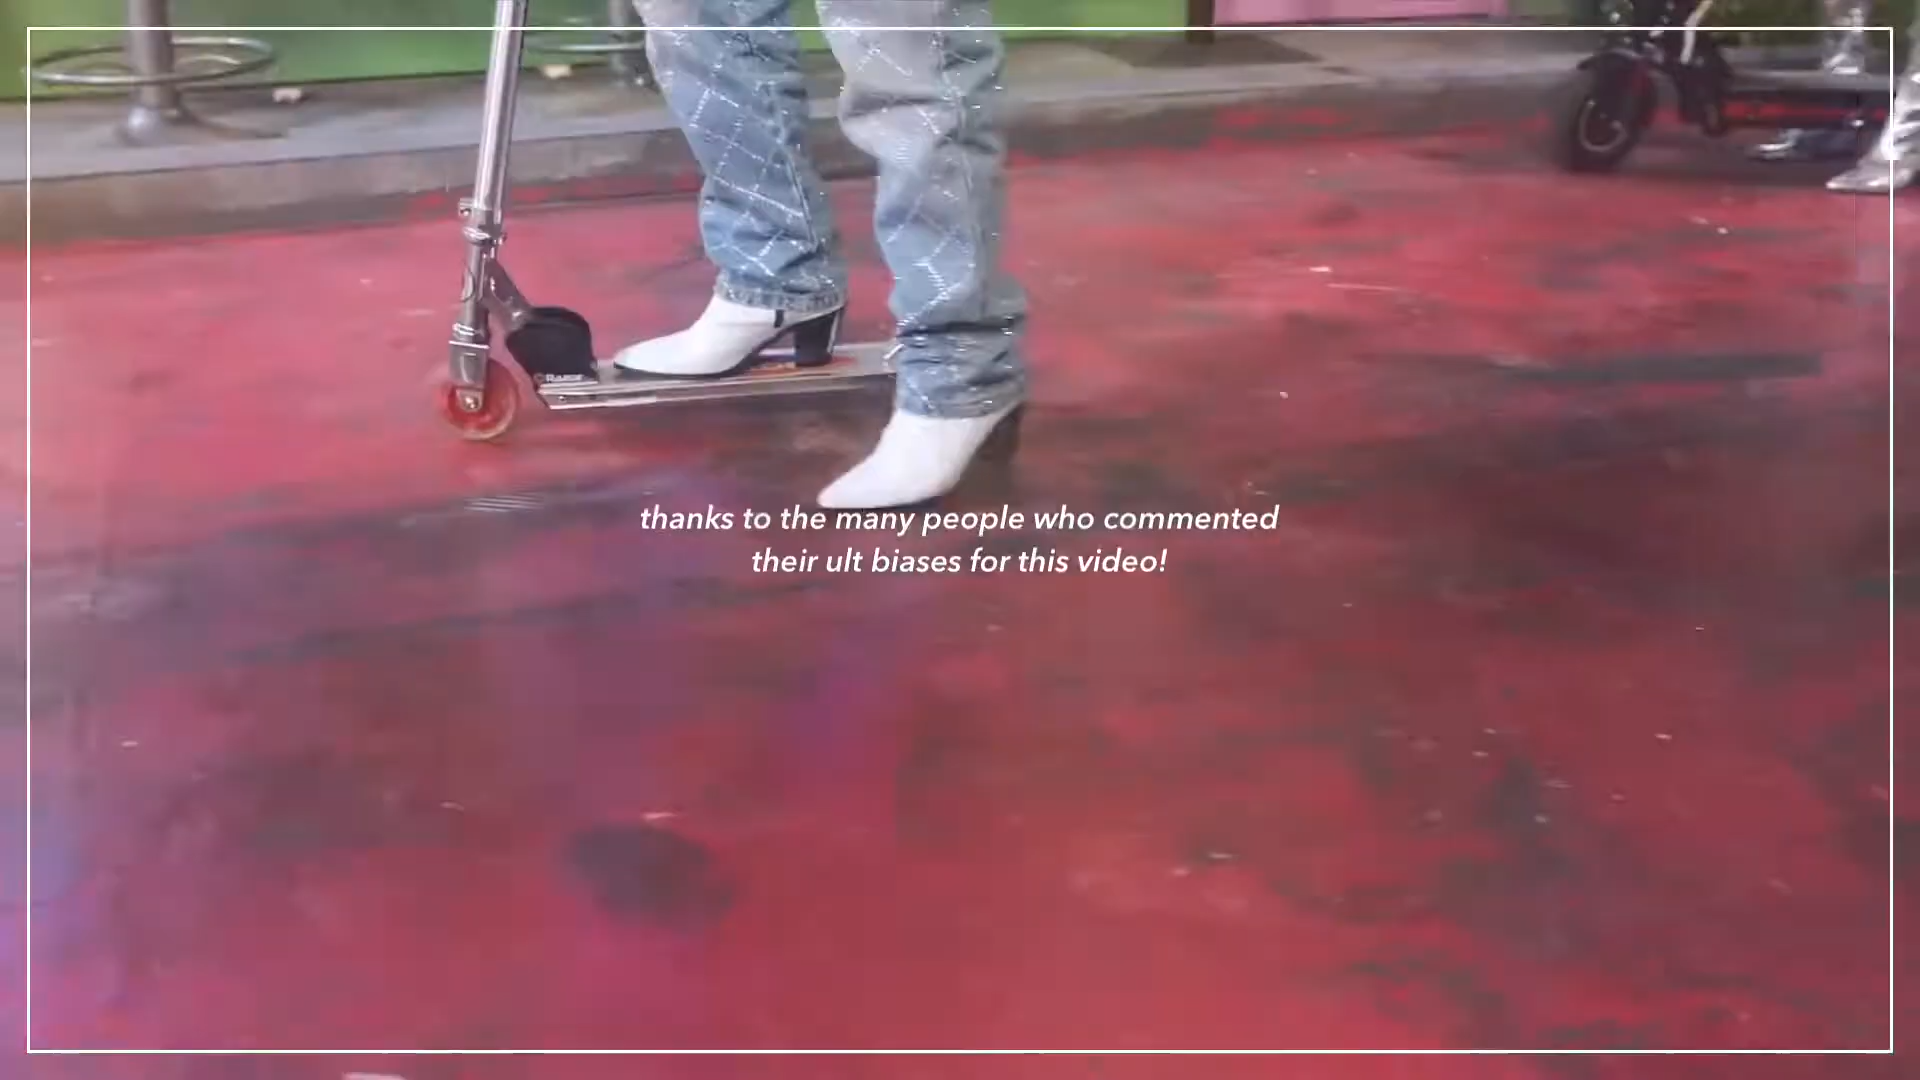 thanks to the many people who commented
their ult biases for this video!